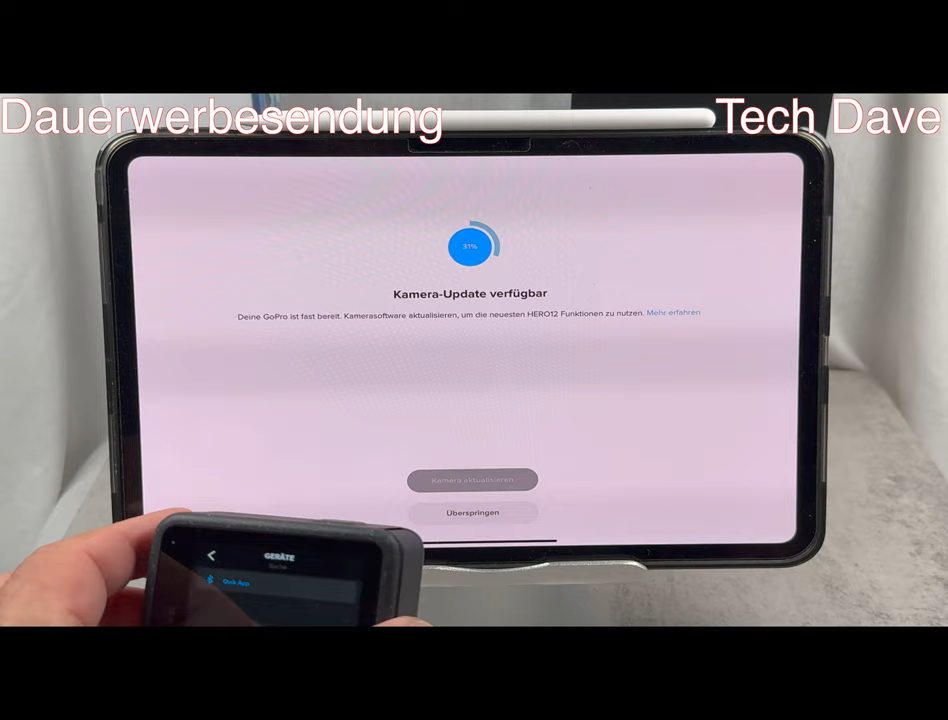 Dauerwerbesendung
Tech Dave
31%
Kamera-Update verfügbar
Deine GoPro ist fast bereit. Kamerasoftware aktualisieren, um die neuesten HERO12 Funktionen zu nutzen. Mehr erfahren
Kamera aktualisieren
Überspringen
GERÄTE
Suche
Quik App